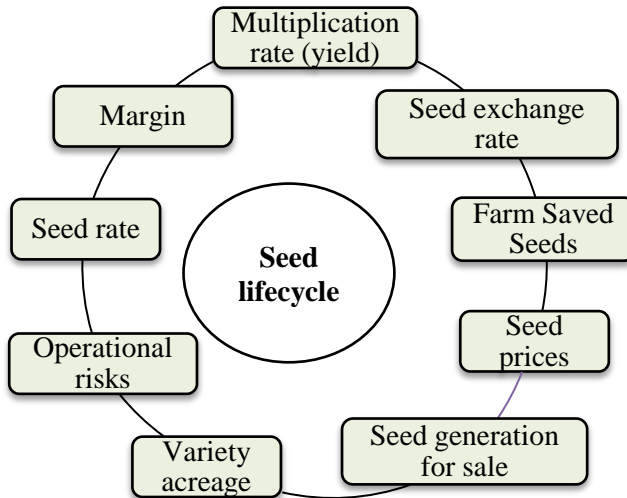 Multiplication
rate (yield)
Seed exchange
rate
Farm Saved
Seeds
Seed
prices
Seed generation
for sale
Variety
acreage
Operational
risks
Seed rate
Margin
Seed
lifecycle